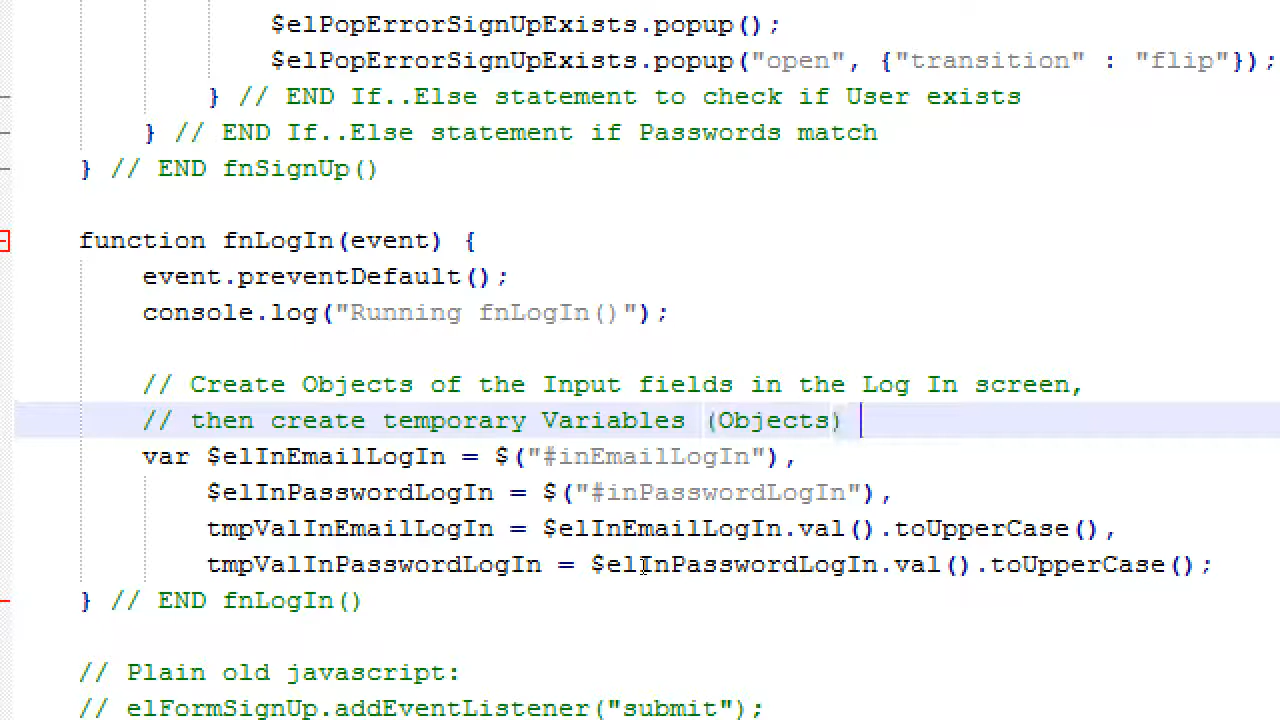 $elPopErrorSignUpExists.popup();
$elPopErrorSignUpExists.popup("open", {"transition" : "flip"});
} // END If..Else statement to check if User exists
} // END If..Else statement if Passwords match
} // END fnSignUp()
function fnLogIn(event) {
event.preventDefault();
console.log("Running fnLogIn()");
// Create Objects of the Input fields in the Log In screen,
// then create temporary Variables (Objects)
var $elInEmailLogIn = $("#inEmailLogIn"),
$elInPasswordLogIn = $("#inPasswordLogIn"),
tmpValInEmailLogIn = $elInEmailLogIn.val().toUpperCase(),
tmpValInPasswordLogIn = $elInPasswordLogIn.val().toUpperCase();
} // END fnLogIn()
// Plain old javascript:
// elFormSignUp.addEventListener("submit");